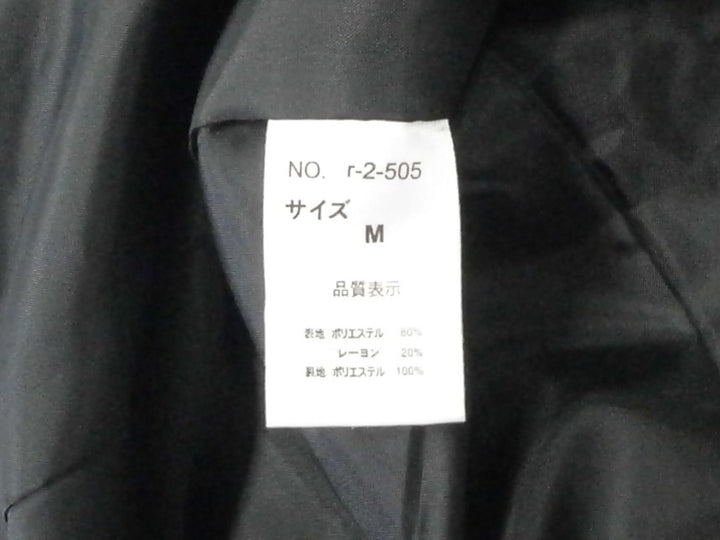 NO. r-2-505
サイズ
M
品質表示
表地 ポリエステル 80%
レーヨン 20%
裏地 ポリエステル 100%